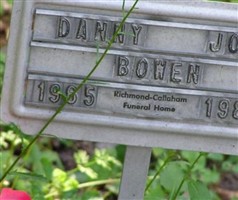 DANNY JO
BOWEN
1965 Richmond-Callaham 198
Funeral Home